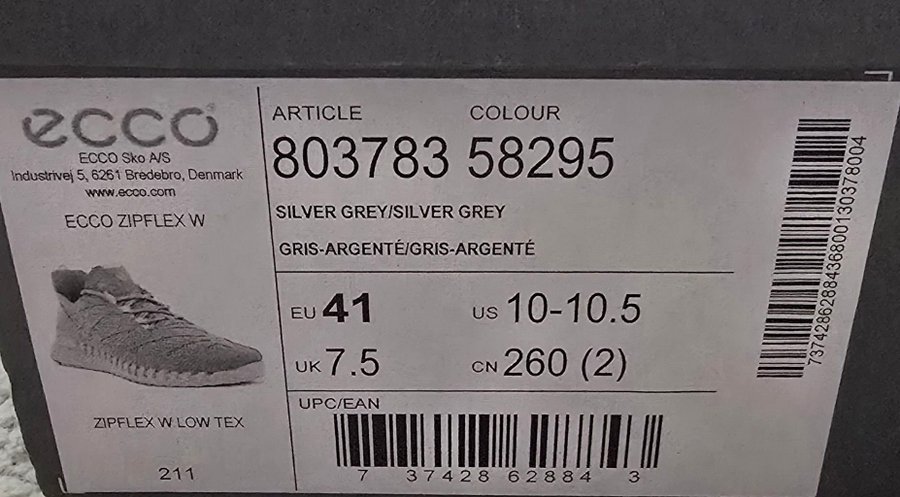 ecco
ECCO Sko A/S
Industrivej 5, 6261 Bredebro, Denmark
www.ecco.com
ECCO ZIPFLEX W
ZIPFLEX W LOW TEX
211
ARTICLE COLOUR
803783 58295
SILVER GREY/SILVER GREY
GRIS-ARGENTÉ/GRIS-ARGENTÉ
EU 41 US 10-10.5
UK 7.5 CN 260 (2)
UPC/EAN
7 37428 62884 3
73742862884368001303780​04